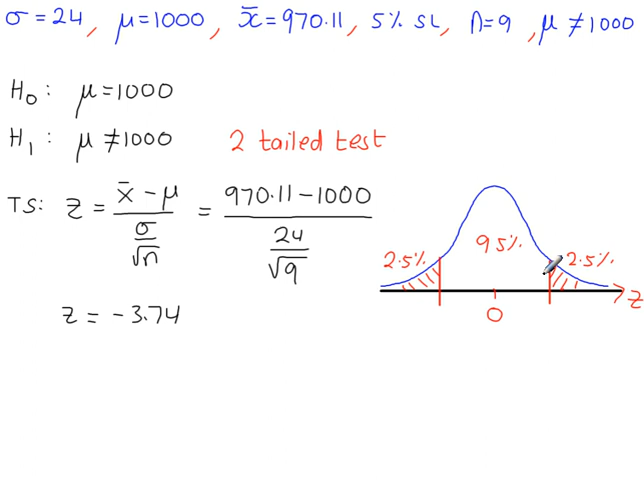 σ = 24, μ = 1000, x̄ = 970.11, 5% SL, n = 9, μ ≠ 1000
H₀: μ = 1000
H₁: μ ≠ 1000 2 tailed test
TS: Z = (x̄ − μ) / (σ / √n) = (970.11 − 1000) / (24 / √9)
2.5% 95% 2.5%
0 Z
Z = −3.74